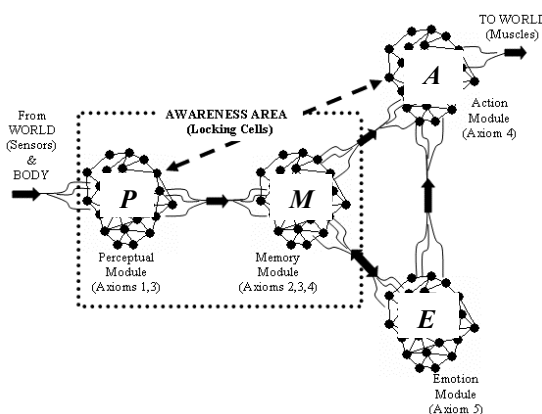 TO WORLD
(Muscles)
A
Action
Module
(Axiom 4)
From
WORLD
(Sensors)
&
BODY
AWARENESS AREA
(Locking Cells)
P
M
Perceptual
Module
(Axioms 1,3)
Memory
Module
(Axioms 2,3,4)
E
Emotion
Module
(Axiom 5)